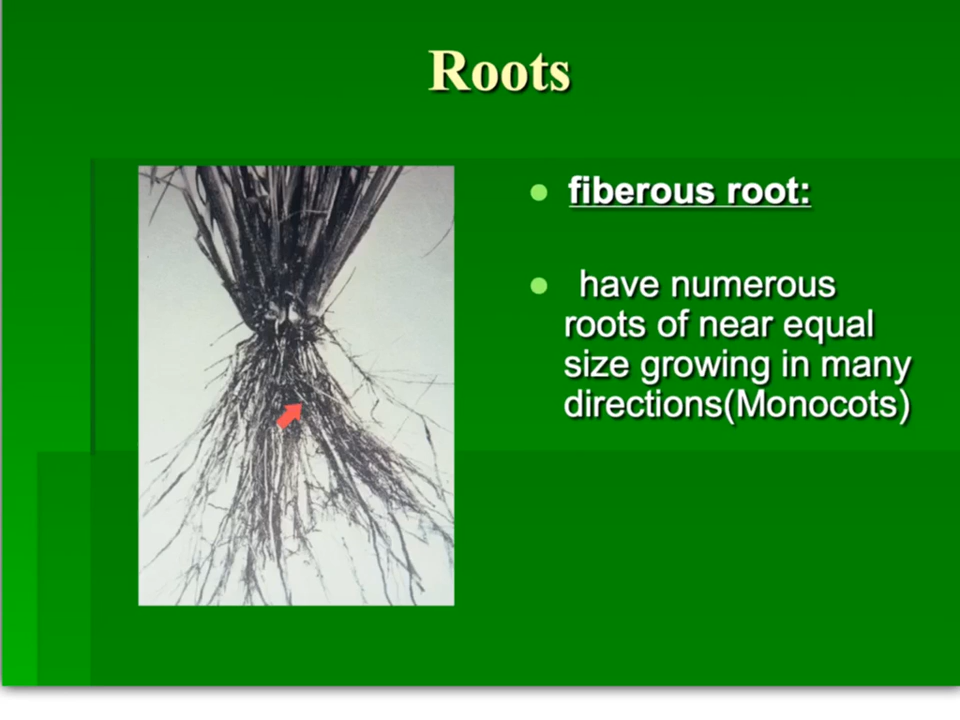 Roots
fiberous root:
have numerous
roots of near equal
size growing in many
directions(Monocots)